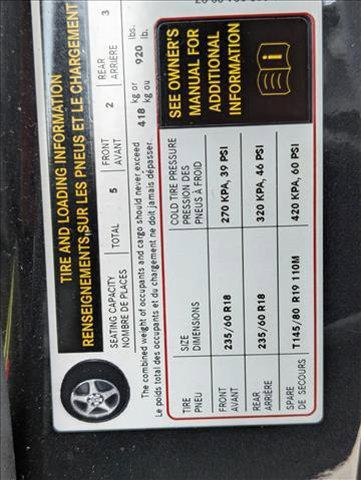 TIRE AND LOADING INFORMATION
RENSEIGNEMENTS SUR LES PNEUS ET LE CHARGEMENT
SEATING CAPACITY
NOMBRE DE PLACES
TOTAL 5
FRONT
AVANT 2
REAR
ARRIÈRE 3
The combined weight of occupants and cargo should never exceed 418 kg or 920 lbs.
Le poids total des occupants et du chargement ne doit jamais dépasser kg ou lb.
TIRE
PNEU
SIZE
DIMENSIONS
COLD TIRE PRESSURE
PRESSION DES
PNEUS À FROID
FRONT
AVANT
235/60 R18
270 KPA, 39 PSI
REAR
ARRIÈRE
235/60 R18
320 KPA, 46 PSI
SPARE
DE SECOURS
T145/80 R19 110M
420 KPA, 60 PSI
SEE OWNER'S
MANUAL FOR
ADDITIONAL
INFORMATION